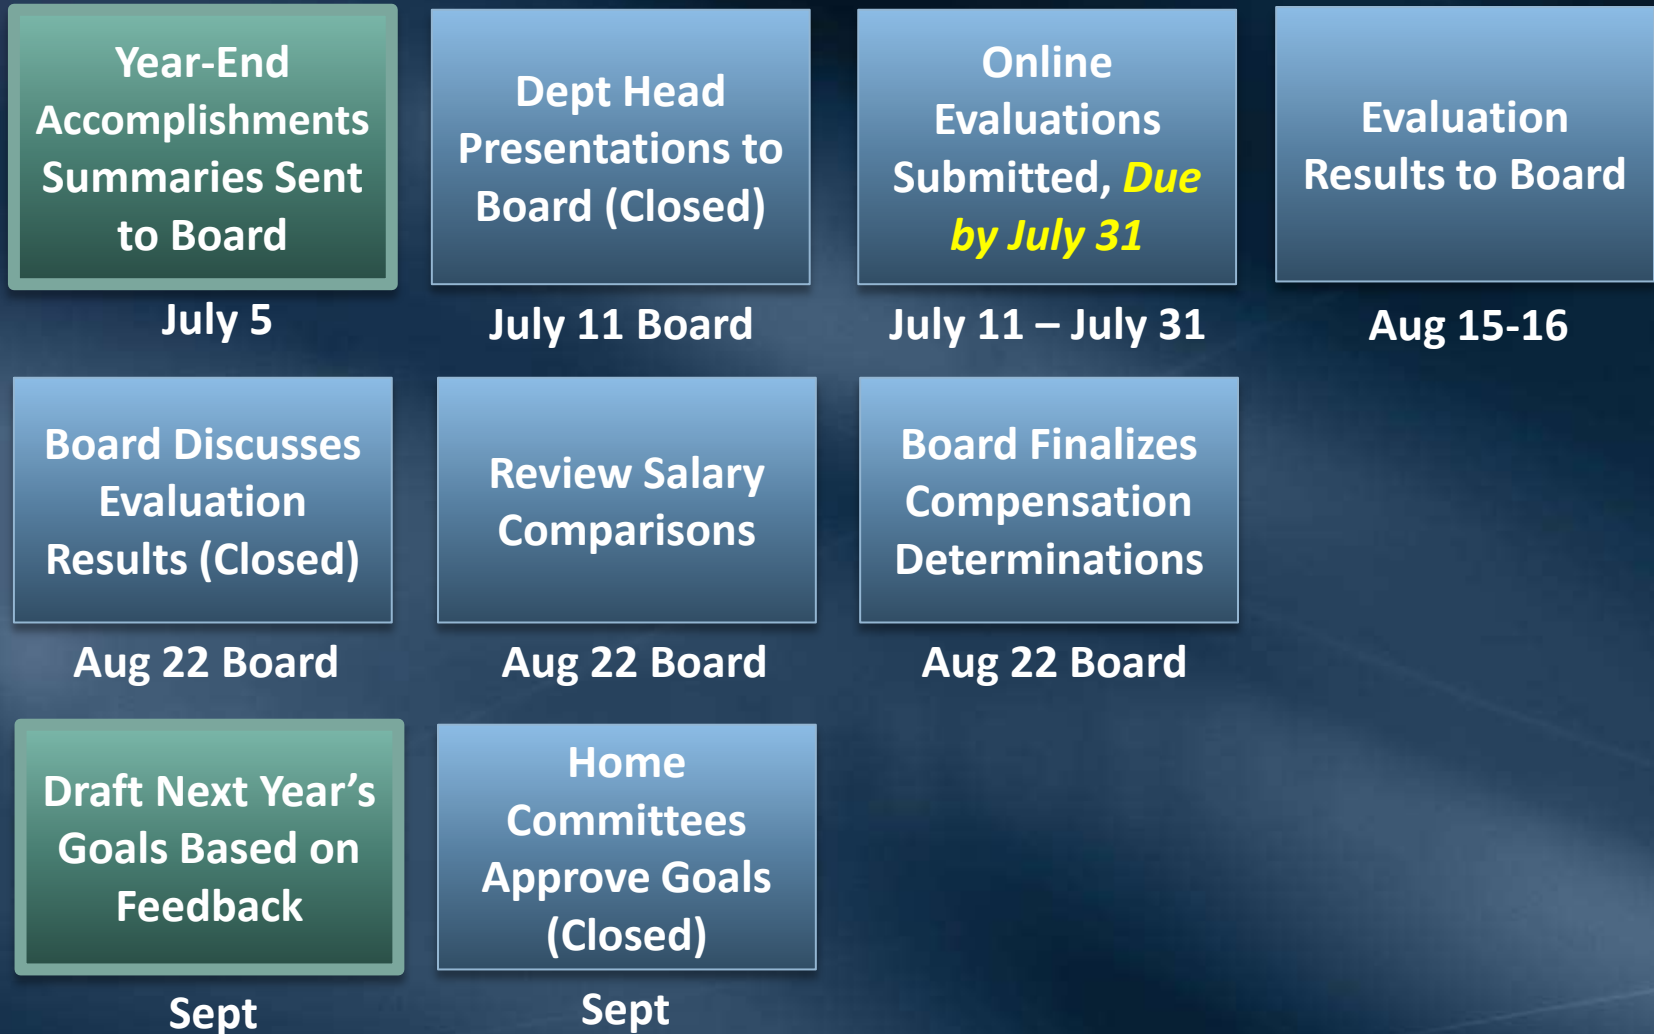 Year-End
Accomplishments
Summaries Sent
to Board
July 5
Dept Head
Presentations to
Board (Closed)
July 11 Board
Online
Evaluations
Submitted, Due
by July 31
July 11 – July 31
Evaluation
Results to Board
Aug 15-16
Board Discusses
Evaluation
Results (Closed)
Aug 22 Board
Review Salary
Comparisons
Aug 22 Board
Board Finalizes
Compensation
Determinations
Aug 22 Board
Draft Next Year’s
Goals Based on
Feedback
Sept
Home
Committees
Approve Goals
(Closed)
Sept